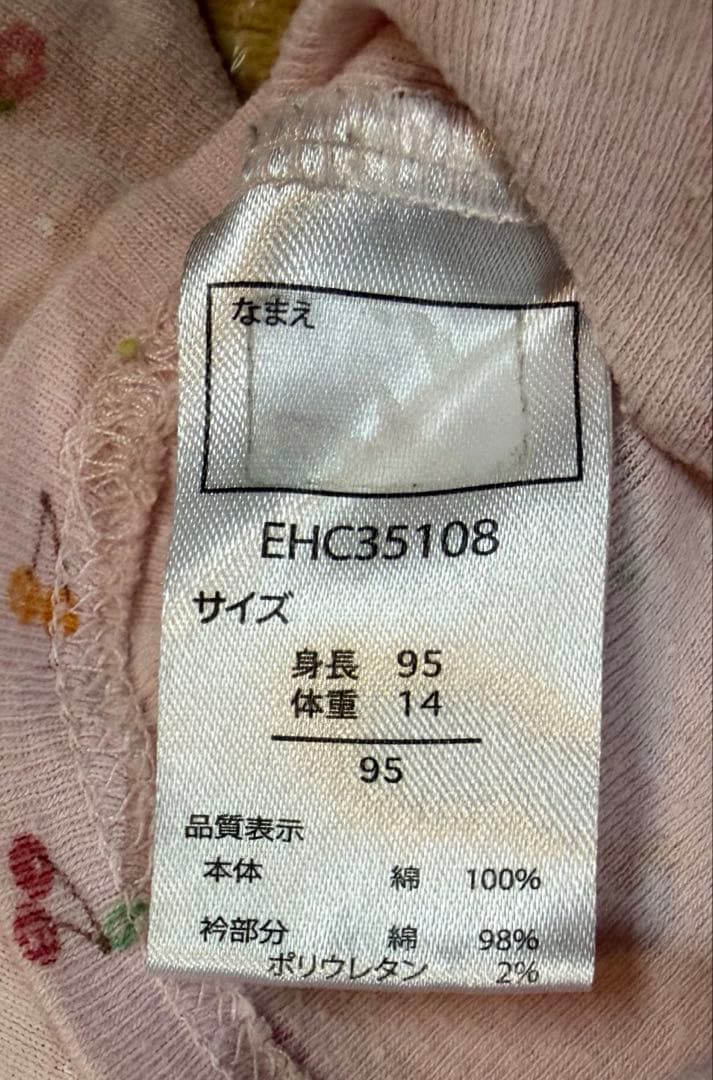 なまえ
EHC35108
サイズ
身長 95
体重 14
95
品質表示
本体 綿 100%
衿部分 綿 98%
ポリウレタン 2%